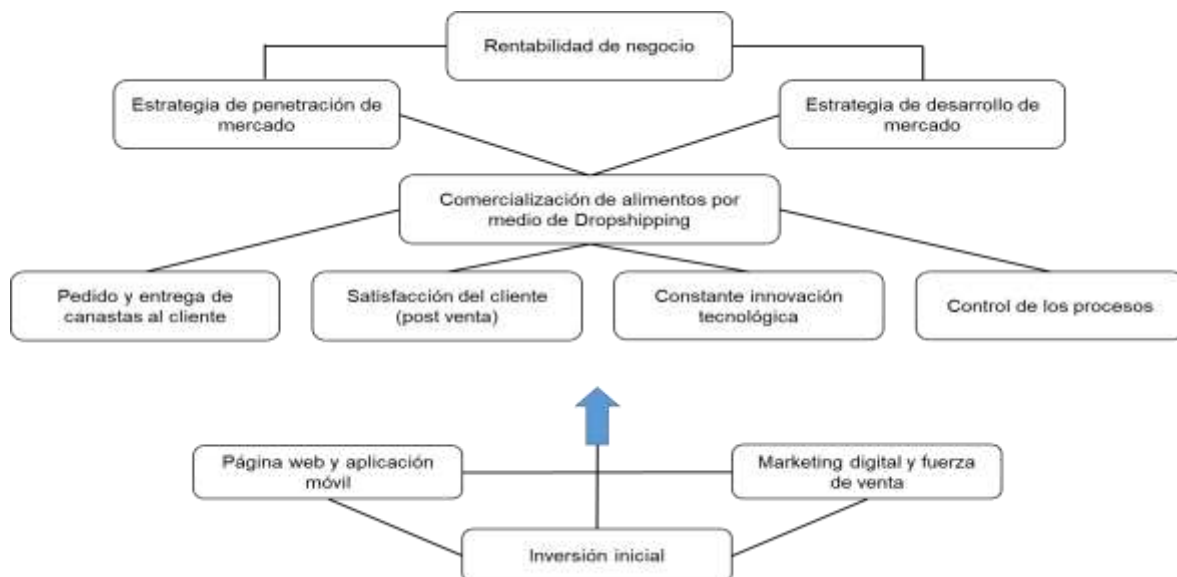 Rentabilidad de negocio
Estrategia de penetración de
mercado
Estrategia de desarrollo de
mercado
Comercialización de alimentos por
medio de Dropshipping
Pedido y entrega de
canastas al cliente
Satisfacción del cliente
(post venta)
Constante innovación
tecnológica
Control de los procesos
Página web y aplicación
móvil
Marketing digital y fuerza
de venta
Inversión inicial